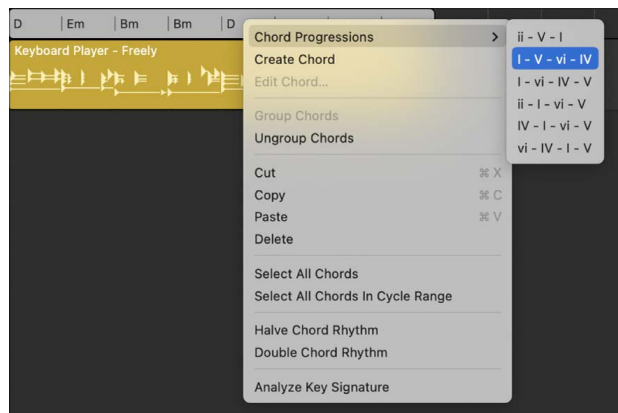 D | Em | Bm | Bm | D
Keyboard Player - Freely
Chord Progressions >
Create Chord
Edit Chord...
Group Chords
Ungroup Chords
Cut ⌘ X
Copy ⌘ C
Paste ⌘ V
Delete
Select All Chords
Select All Chords In Cycle Range
Halve Chord Rhythm
Double Chord Rhythm
Analyze Key Signature
ii - V - I
I - V - vi - IV
I - vi - IV - V
ii - I - vi - V
IV - I - vi - V
vi - IV - I - V